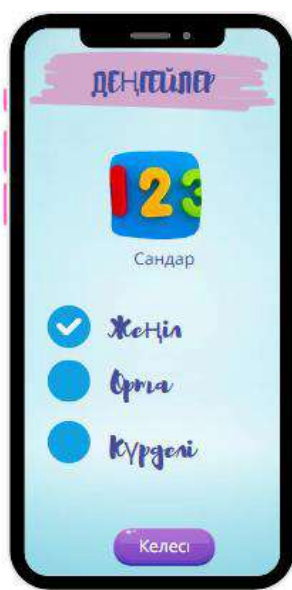 ДЕҢГЕЙЛЕР
123
Сандар
Жеңіл
Орта
Күрделі
Келесі